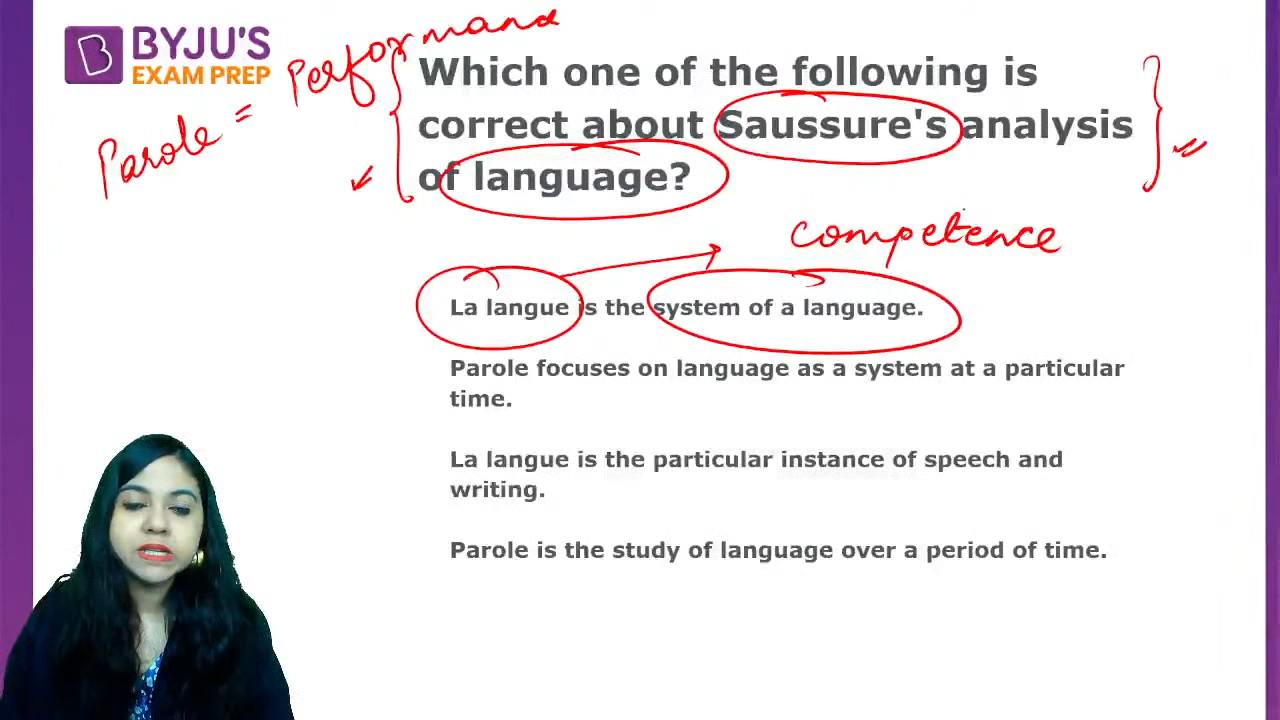 BYJU'S
EXAM PREP
Parole = Performanc
Which one of the following is
correct about Saussure's analysis
of language?
competence
La langue is the system of a language.
Parole focuses on language as a system at a particular
time.
La langue is the particular instance of speech and
writing.
Parole is the study of language over a period of time.